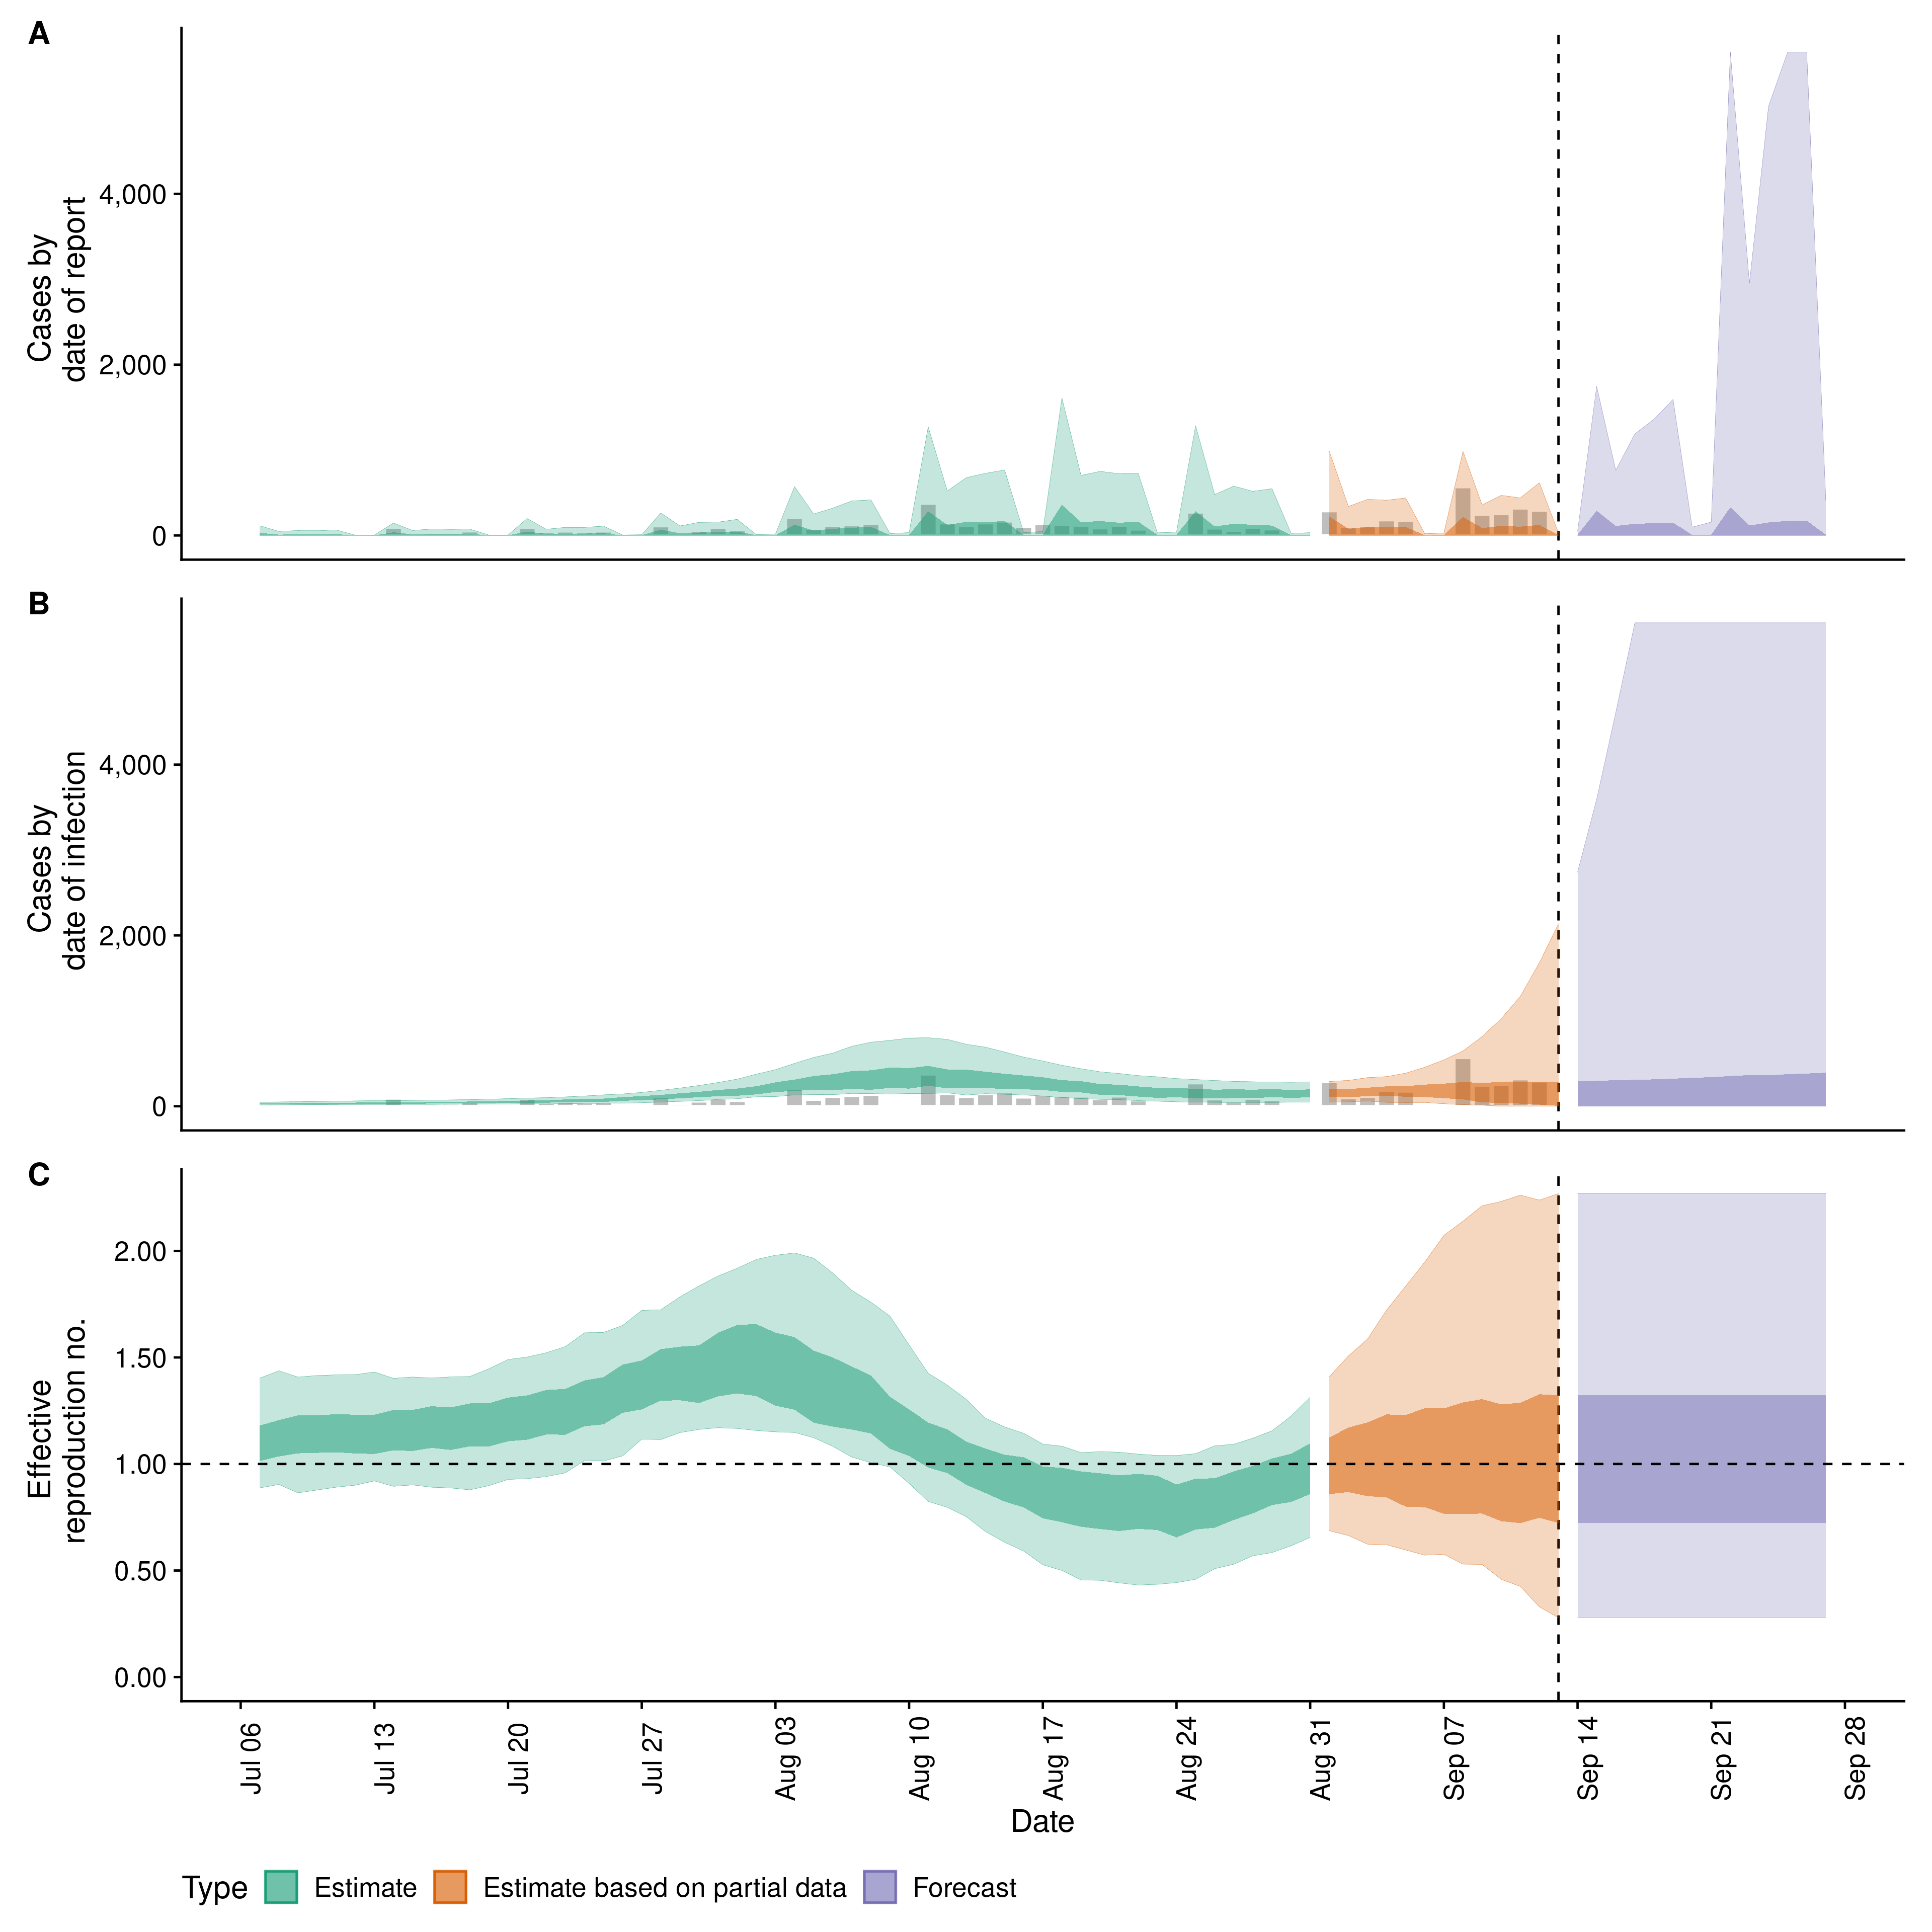 A
Cases by
date of report
4,000
2,000
0
B
Cases by
date of infection
4,000
2,000
0
C
Effective
reproduction no.
2.00
1.50
1.00
0.50
0.00
Jul 06
Jul 13
Jul 20
Jul 27
Aug 03
Aug 10
Aug 17
Aug 24
Aug 31
Sep 07
Sep 14
Sep 21
Sep 28
Date
Type Estimate Estimate based on partial data Forecast